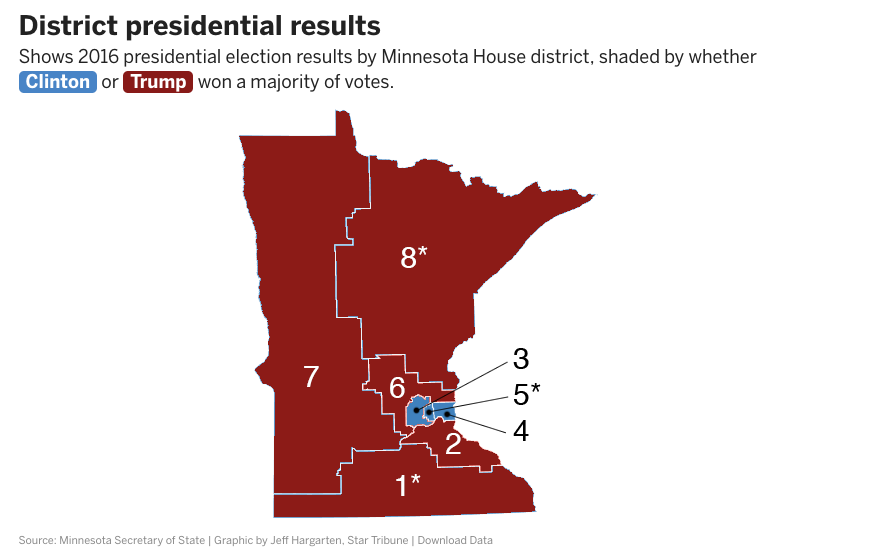 District presidential results
Shows 2016 presidential election results by Minnesota House district, shaded by whether
Clinton or Trump won a majority of votes.
8*
3
7
6
5*
4
2
1*
Source: Minnesota Secretary of State | Graphic by Jeff Hargarten, Star Tribune | Download Data